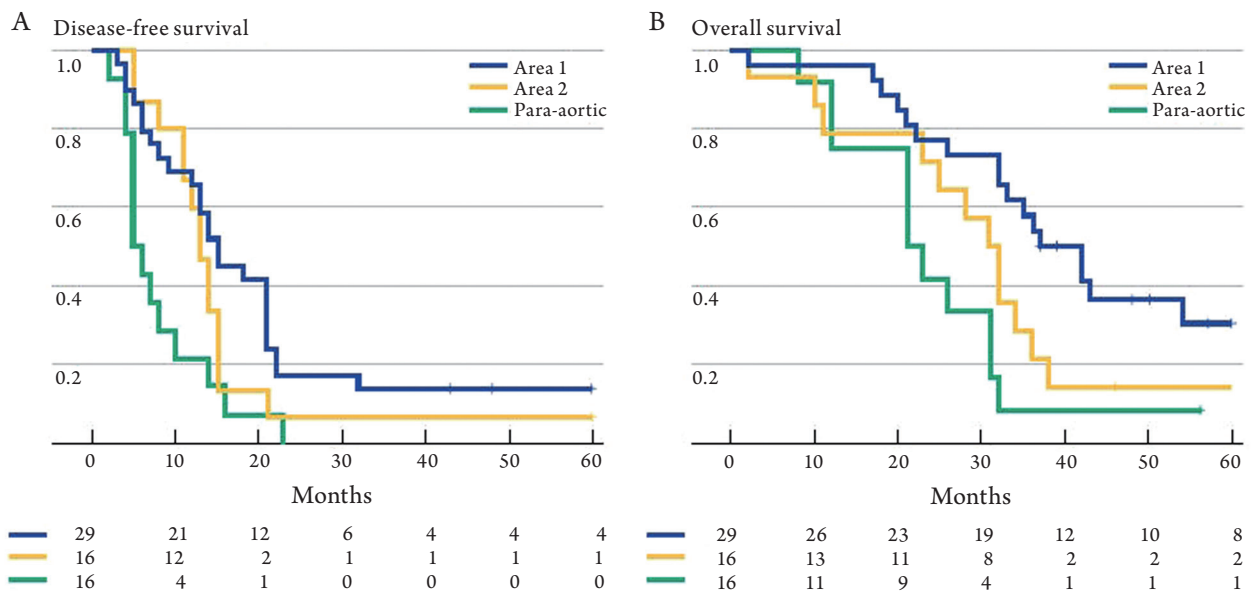 A Disease-free survival
1.0
0.8
0.6
0.4
0.2
Area 1
Area 2
Para-aortic
0 10 20 30 40 50 60
Months
29 21 12 6 4 4 4
16 12 2 1 1 1 1
16 4 1 0 0 0 0
B Overall survival
1.0
0.8
0.6
0.4
0.2
Area 1
Area 2
Para-aortic
0 10 20 30 40 50 60
Months
29 26 23 19 12 10 8
16 13 11 8 2 2 2
16 11 9 4 1 1 1